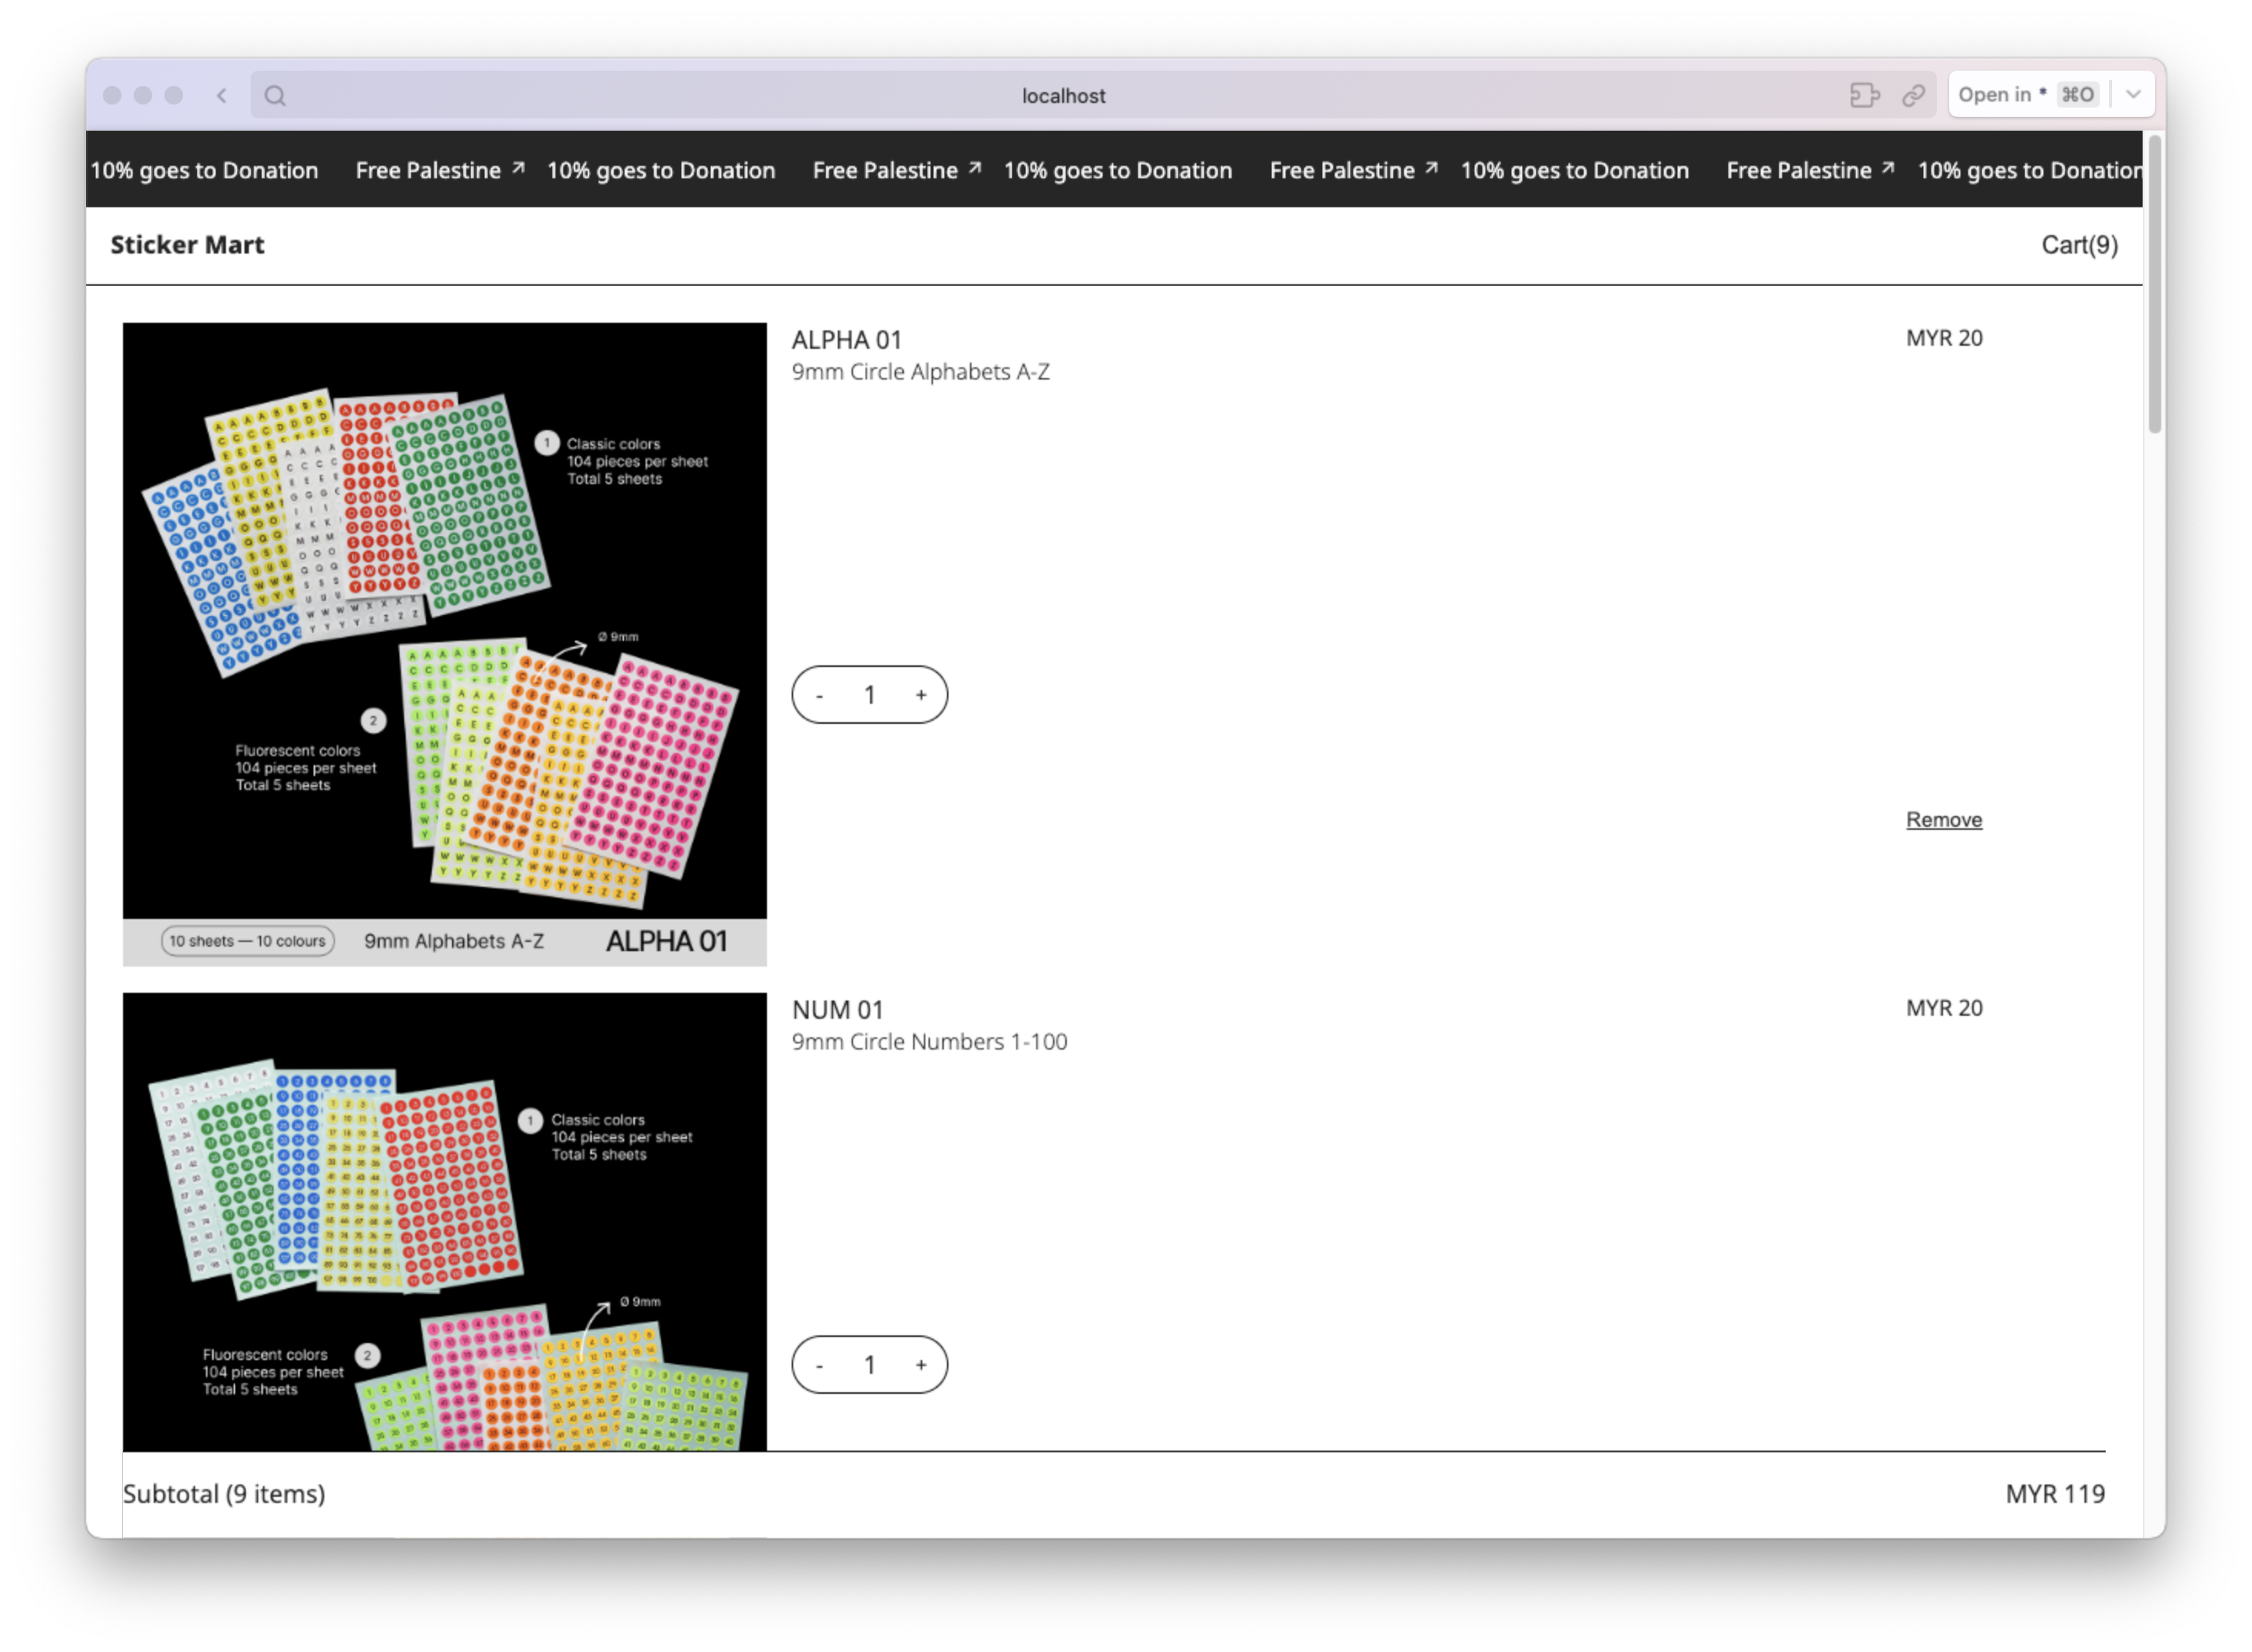 localhost
Open in * ⌘O
10% goes to Donation Free Palestine ↗ 10% goes to Donation Free Palestine ↗ 10% goes to Donation Free Palestine ↗ 10% goes to Donation Free Palestine ↗ 10% goes to Donation
Sticker Mart
Cart(9)
ALPHA 01
9mm Circle Alphabets A-Z
MYR 20
1
Classic colors
104 pieces per sheet
Total 5 sheets
Ø 9mm
2
Fluorescent colors
104 pieces per sheet
Total 5 sheets
- 1 +
Remove
10 sheets — 10 colours
9mm Alphabets A-Z
ALPHA 01
NUM 01
9mm Circle Numbers 1-100
MYR 20
1
Classic colors
104 pieces per sheet
Total 5 sheets
Ø 9mm
2
Fluorescent colors
104 pieces per sheet
Total 5 sheets
- 1 +
Subtotal (9 items)
MYR 119